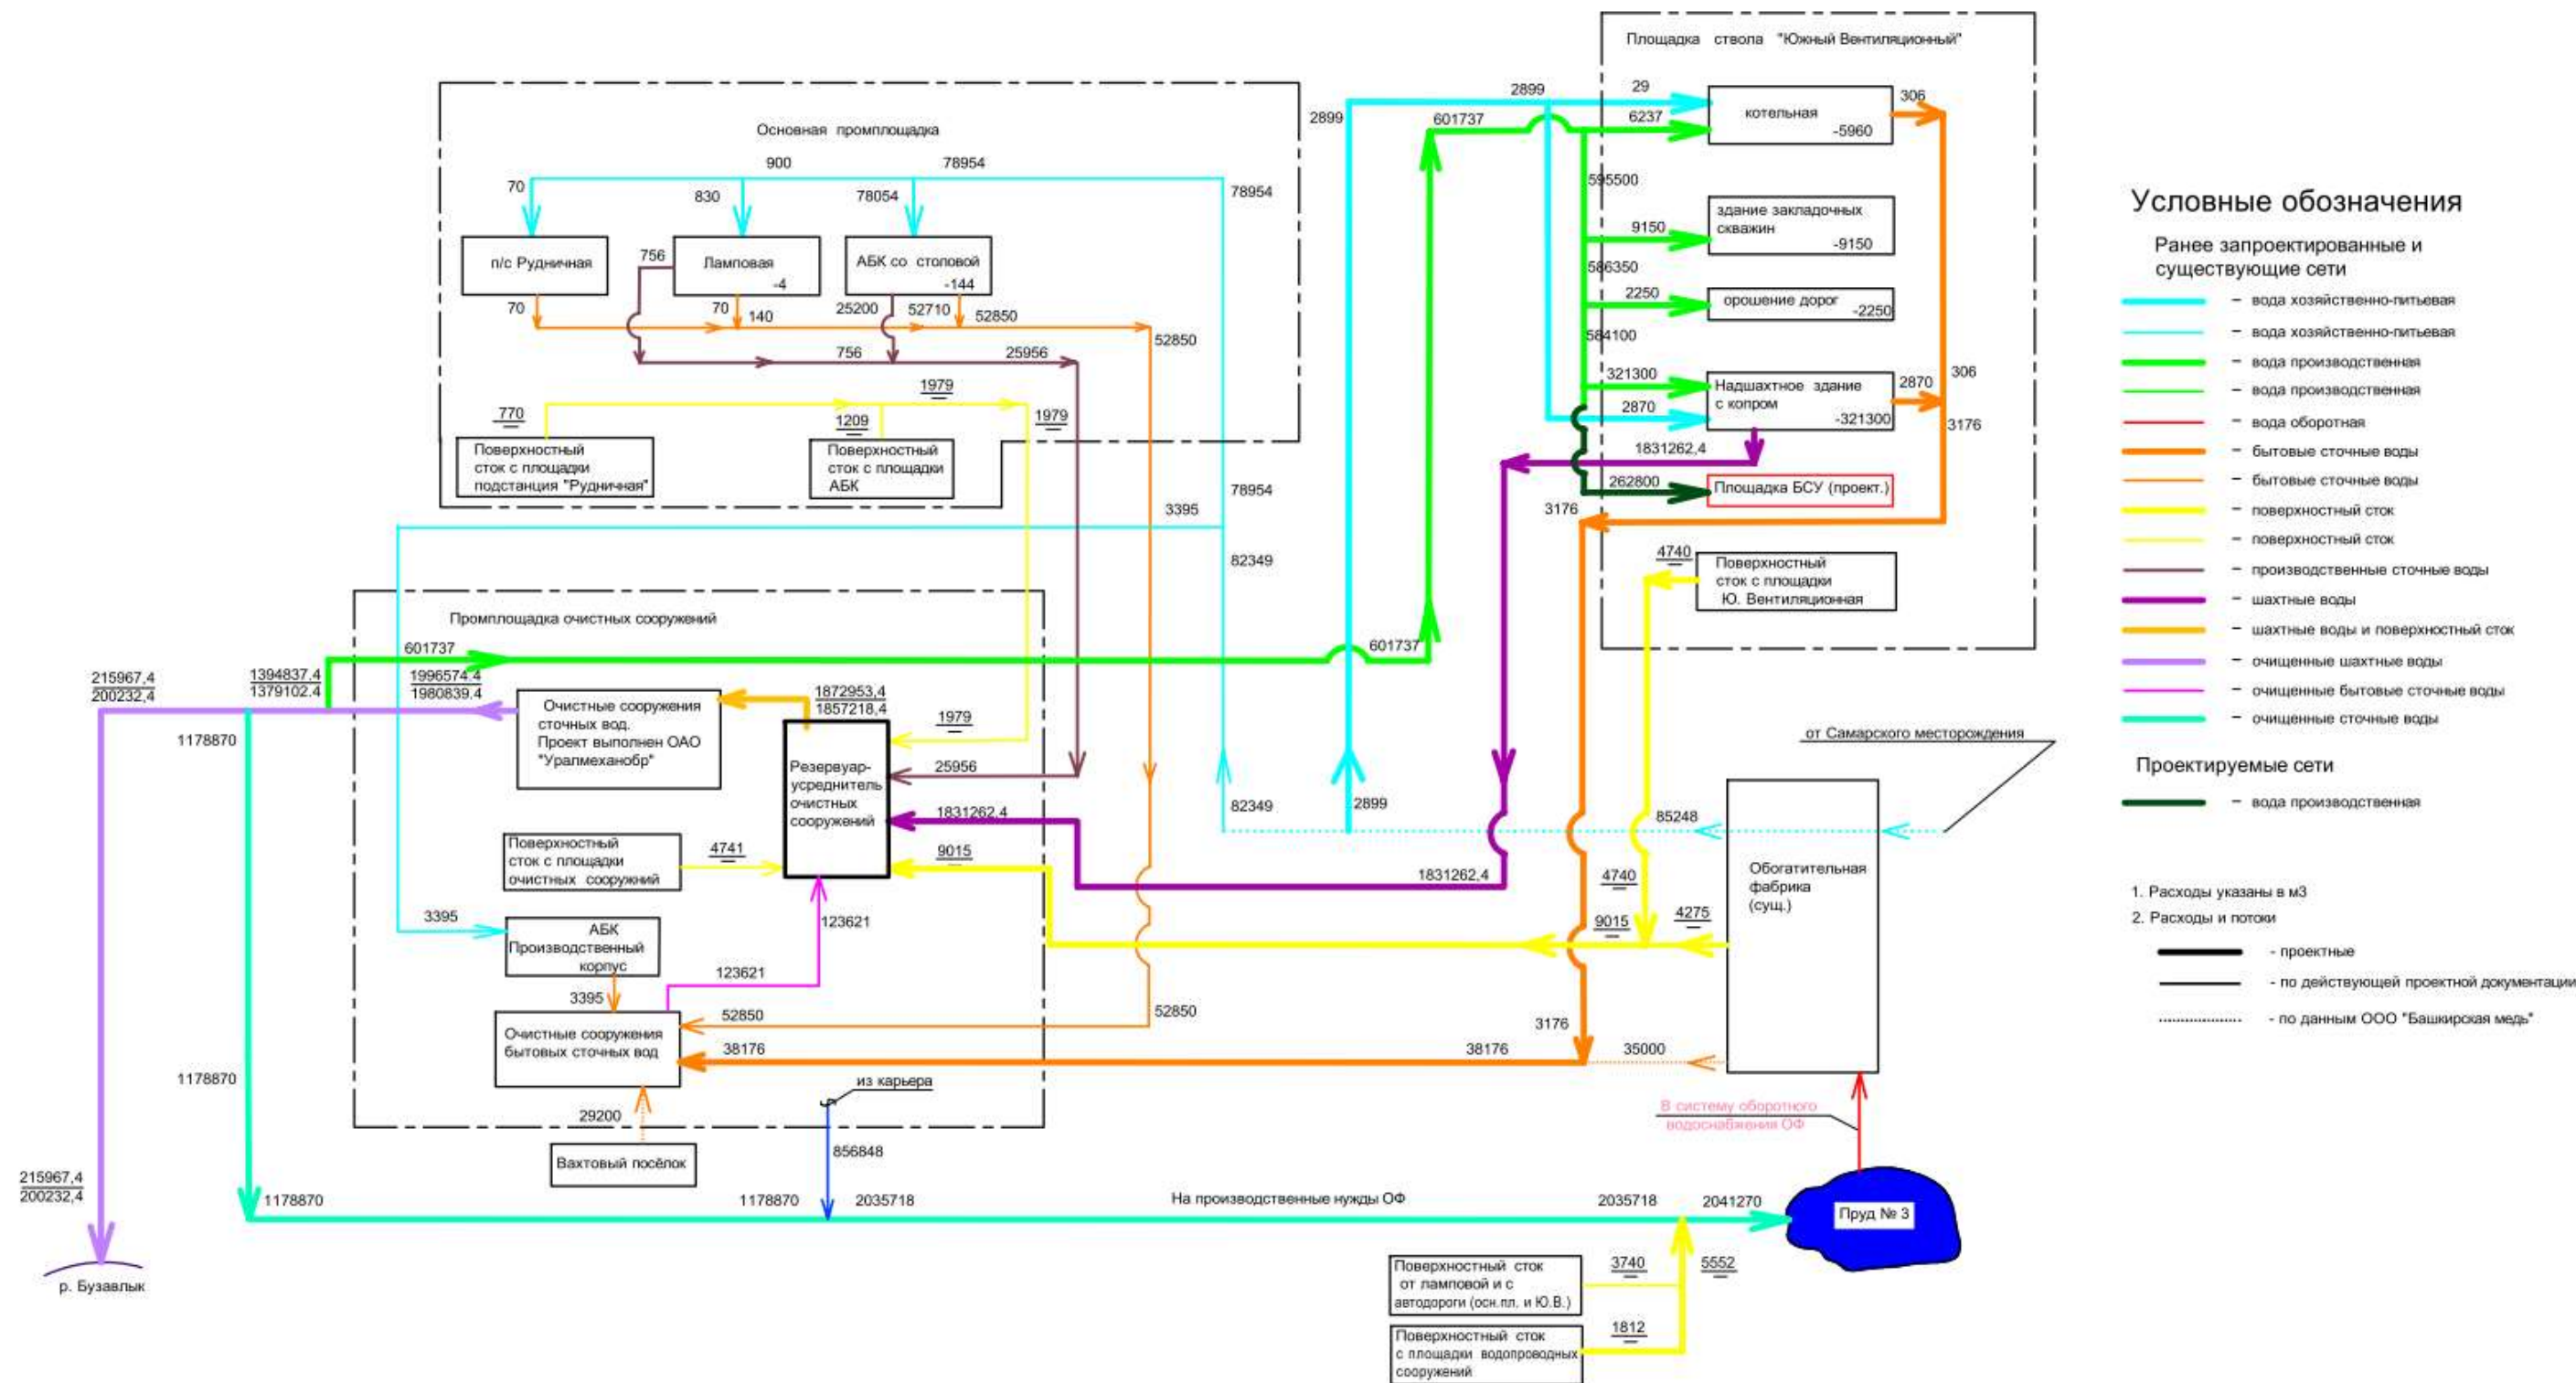 Площадка ствола "Южный Вентиляционный"
2899
29
котельная
-5960
306
2899
601737
6237
595500
здание закладочных
скважин
-9150
9150
586350
2250
орошение дорог
-2250
584100
321300
Надшахтное здание
с копром
-321300
2870
2870
306
3176
1831262,4
262800
Площадка БСУ (проект.)
3176
4740
Поверхностный
сток с площадки
Ю. Вентиляционная
Основная промплощадка
900
78954
70
830
78054
78954
п/с Рудничная
756
Ламповая
-4
АБК со столовой
-144
70
70
140
25200
52710
52850
52850
756
25956
1979
770
1209
1979
Поверхностный
сток с площадки
подстанция "Рудничная"
Поверхностный
сток с площадки
АБК
78954
3395
82349
Промплощадка очистных сооружений
601737
601737
215967,4
200232,4
1394837.4
1379102.4
1996574.4
1980839.4
Очистные сооружения
сточных вод.
Проект выполнен ОАО
"Уралмеханобр"
1872953,4
1857218,4
1979
1178870
Резервуар-
усреднитель
очистных
сооружений
25956
1831262,4
82349
2899
85248
от Самарского месторождения
Поверхностный
сток с площадки
очистных сооружний
4741
9015
1831262,4
Обогатительная
фабрика
(сущ.)
4740
9015
4275
3395
АБК
Производственный
корпус
123621
123621
3395
52850
52850
Очистные сооружения
бытовых сточных вод
38176
38176
3176
35000
1178870
29200
Вахтовый посёлок
из карьера
856848
В систему оборотного
водоснабжения ОФ
215967,4
200232,4
1178870
1178870
2035718
На производственные нужды ОФ
2035718
2041270
Пруд № 3
р. Бузавлык
Поверхностный сток
от ламповой и с
автодороги (осн.пл. и Ю.В.)
3740
5552
Поверхностный сток
с площадки водопроводных
сооружений
1812
Условные обозначения
Ранее запроектированные и
существующие сети
– вода хозяйственно-питьевая
– вода хозяйственно-питьевая
– вода производственная
– вода производственная
– вода оборотная
– бытовые сточные воды
– бытовые сточные воды
– поверхностный сток
– поверхностный сток
– производственные сточные воды
– шахтные воды
– шахтные воды и поверхностный сток
– очищенные шахтные воды
– очищенные бытовые сточные воды
– очищенные сточные воды
Проектируемые сети
– вода производственная
1. Расходы указаны в м3
2. Расходы и потоки
- проектные
- по действующей проектной документации
- по данным ООО "Башкирская медь"